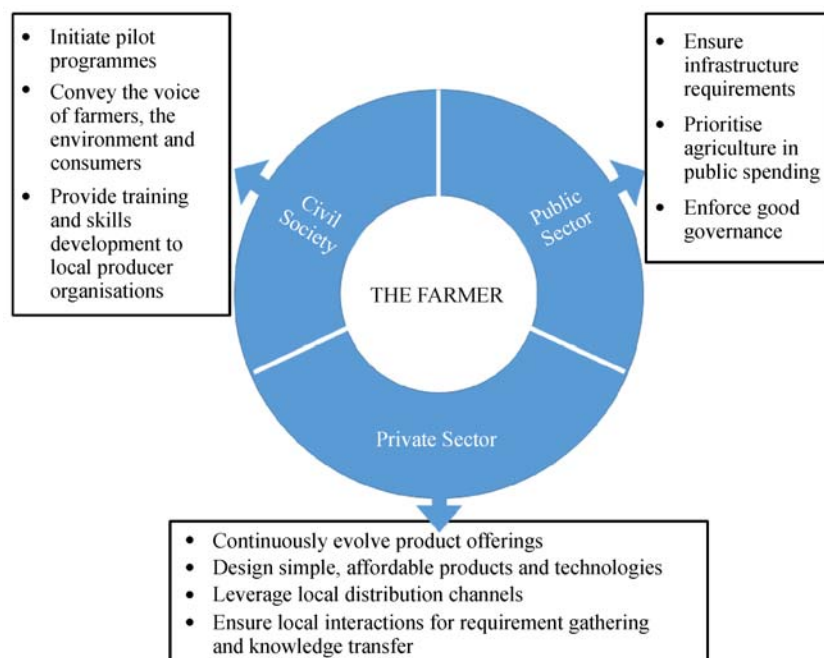 • Initiate pilot
programmes
• Convey the voice
of farmers, the
environment and
consumers
• Provide training
and skills
development to
local producer
organisations
• Ensure
infrastructure
requirements
• Prioritise
agriculture in
public spending
• Enforce good
governance
Civil
Society
Public
Sector
THE FARMER
Private Sector
• Continuously evolve product offerings
• Design simple, affordable products and technologies
• Leverage local distribution channels
• Ensure local interactions for requirement gathering
and knowledge transfer